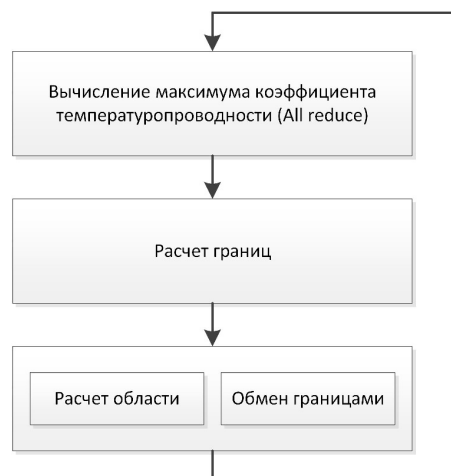 Вычисление максимума коэффициента
температуропроводности (All reduce)
Расчет границ
Расчет области
Обмен границами